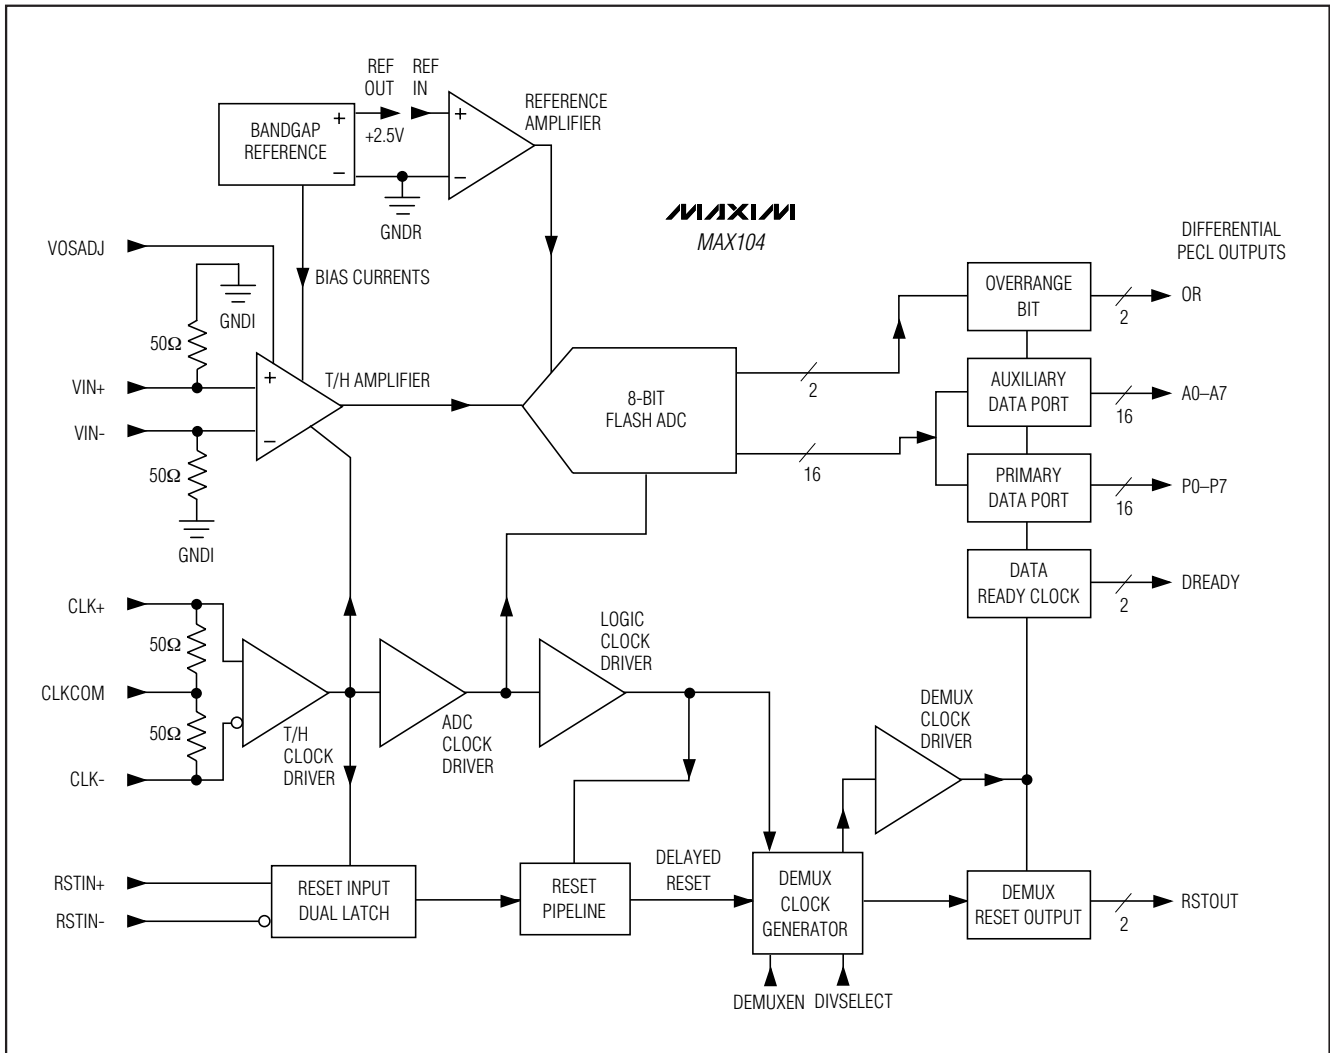 REF
OUT
REF
IN
+
BANDGAP
REFERENCE
−
+2.5V
+
−
REFERENCE
AMPLIFIER
GNDR
MAXIM
MAX104
DIFFERENTIAL
PECL OUTPUTS
VOSADJ
BIAS CURRENTS
GNDI
50Ω
VIN+
+
−
T/H AMPLIFIER
VIN-
50Ω
GNDI
8-BIT
FLASH ADC
2
16
OVERRANGE
BIT
2
OR
AUXILIARY
DATA PORT
16
A0–A7
PRIMARY
DATA PORT
16
P0–P7
DATA
READY CLOCK
2
DREADY
CLK+
50Ω
CLKCOM
50Ω
CLK-
T/H
CLOCK
DRIVER
ADC
CLOCK
DRIVER
LOGIC
CLOCK
DRIVER
DEMUX
CLOCK
DRIVER
RSTIN+
RSTIN-
RESET INPUT
DUAL LATCH
RESET
PIPELINE
DELAYED
RESET
DEMUX
CLOCK
GENERATOR
DEMUX
RESET OUTPUT
2
RSTOUT
DEMUXEN
DIVSELECT